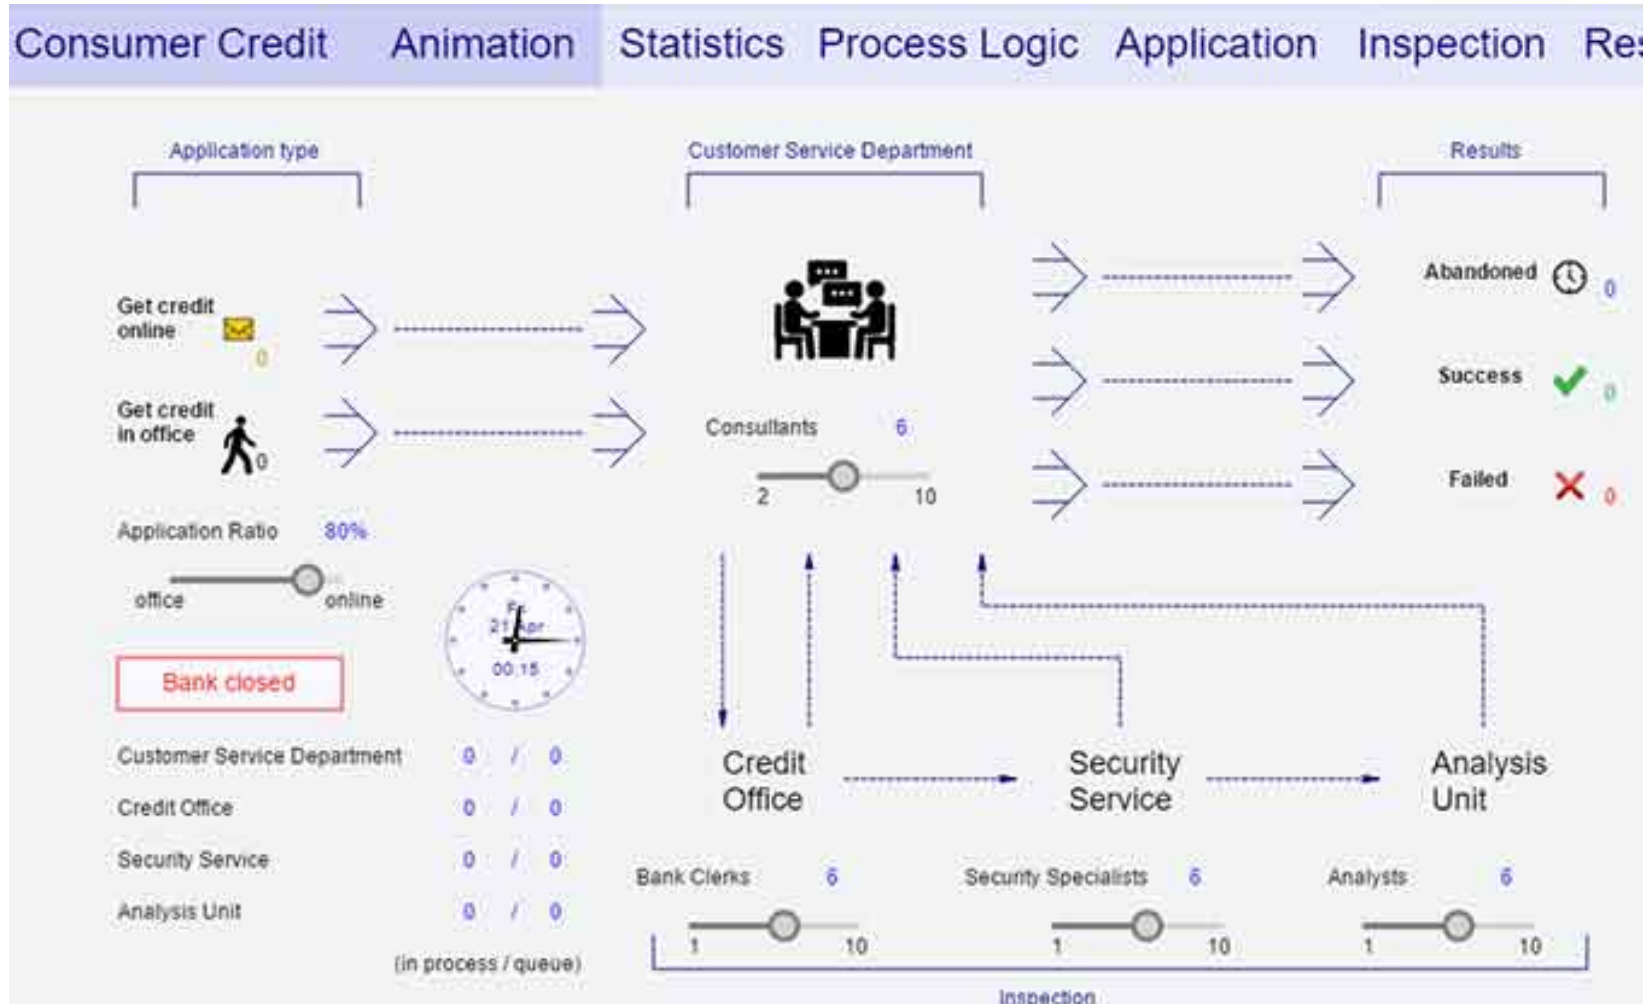 Consumer Credit Animation Statistics Process Logic Application Inspection Res
Application type
Customer Service Department
Results
Get credit
online
0
Get credit
in office
0
Application Ratio 80%
office online
Bank closed
21 Apr
00:15
Consultants 6
2 10
Abandoned 0
Success 0
Failed 0
Customer Service Department 0 / 0
Credit Office 0 / 0
Security Service 0 / 0
Analysis Unit 0 / 0
(in process / queue)
Credit
Office
Security
Service
Analysis
Unit
Bank Clerks 6
1 10
Security Specialists 6
1 10
Analysts 6
1 10
Inspection